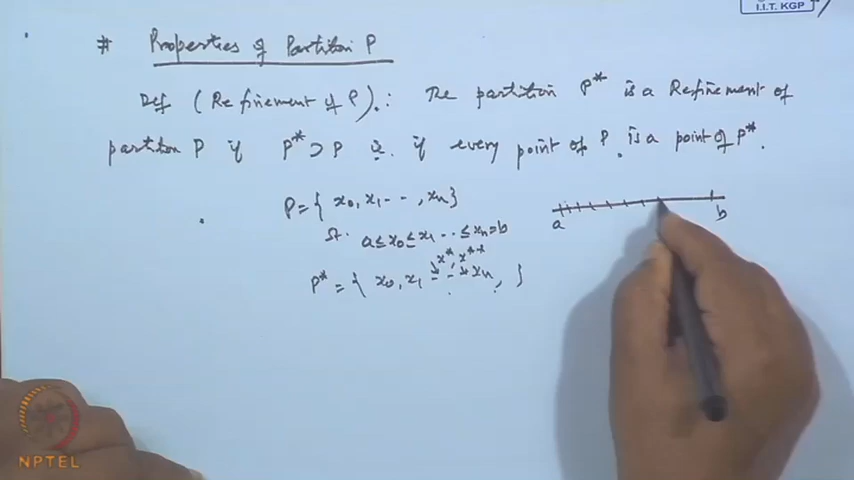 I.I.T. KGP
# Properties of Partition P
Def (Refinement of P).: The partition P* is a Refinement of
partition P if P* ⊃ P i.e. if every point of P is a point of P*.
P = { x₀, x₁ - - , xₙ }
st. a ≤ x₀ ≤ x₁ - - ≤ xₙ = b
x*, x**
P* = { x₀, x₁ - - - xₙ, }
a b
NPTEL